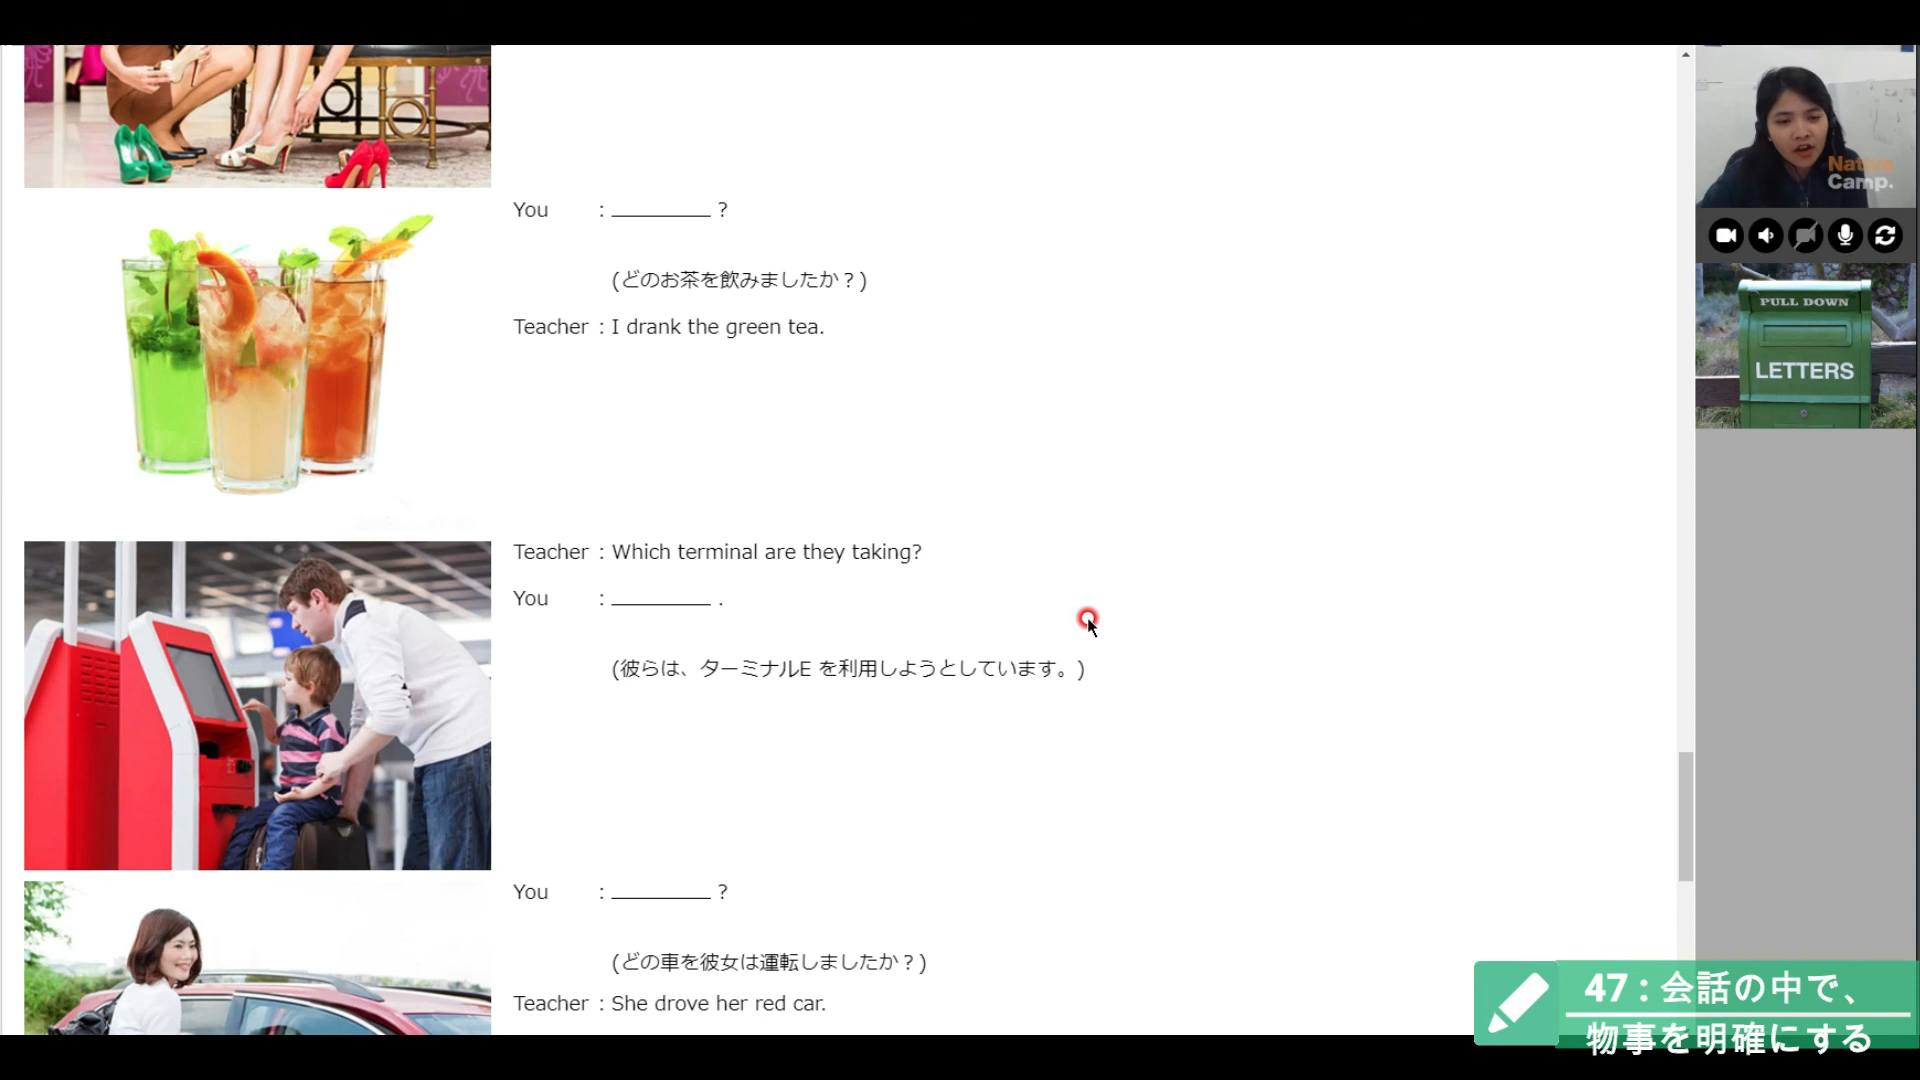 You : ________ ?
(どのお茶を飲みましたか？)
Teacher : I drank the green tea.
Teacher : Which terminal are they taking?
You : ________ .
(彼らは、ターミナルE を利用しようとしています。)
You : ________ ?
(どの車を彼女は運転しましたか？)
Teacher : She drove her red car.
Native
Camp.
PULL DOWN
LETTERS
47：会話の中で、
物事を明確にする